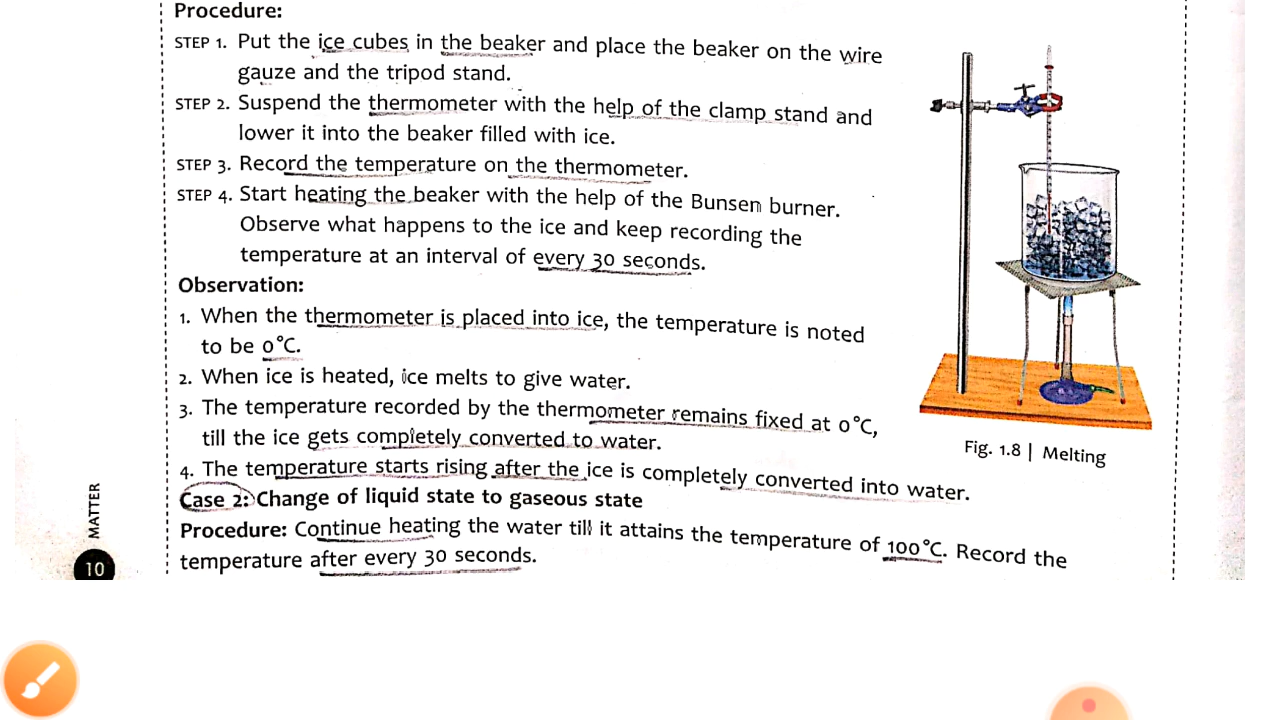 Procedure:
STEP 1. Put the ice cubes in the beaker and place the beaker on the wire
gauze and the tripod stand.
STEP 2. Suspend the thermometer with the help of the clamp stand and
lower it into the beaker filled with ice.
STEP 3. Record the temperature on the thermometer.
STEP 4. Start heating the beaker with the help of the Bunsen burner.
Observe what happens to the ice and keep recording the
temperature at an interval of every 30 seconds.
Observation:
1. When the thermometer is placed into ice, the temperature is noted
to be 0°C.
2. When ice is heated, ice melts to give water.
3. The temperature recorded by the thermometer remains fixed at 0°C,
till the ice gets completely converted to water.
4. The temperature starts rising after the ice is completely converted into water.
Case 2: Change of liquid state to gaseous state
Procedure: Continue heating the water till it attains the temperature of 100°C. Record the
temperature after every 30 seconds.
Fig. 1.8 | Melting
MATTER
10